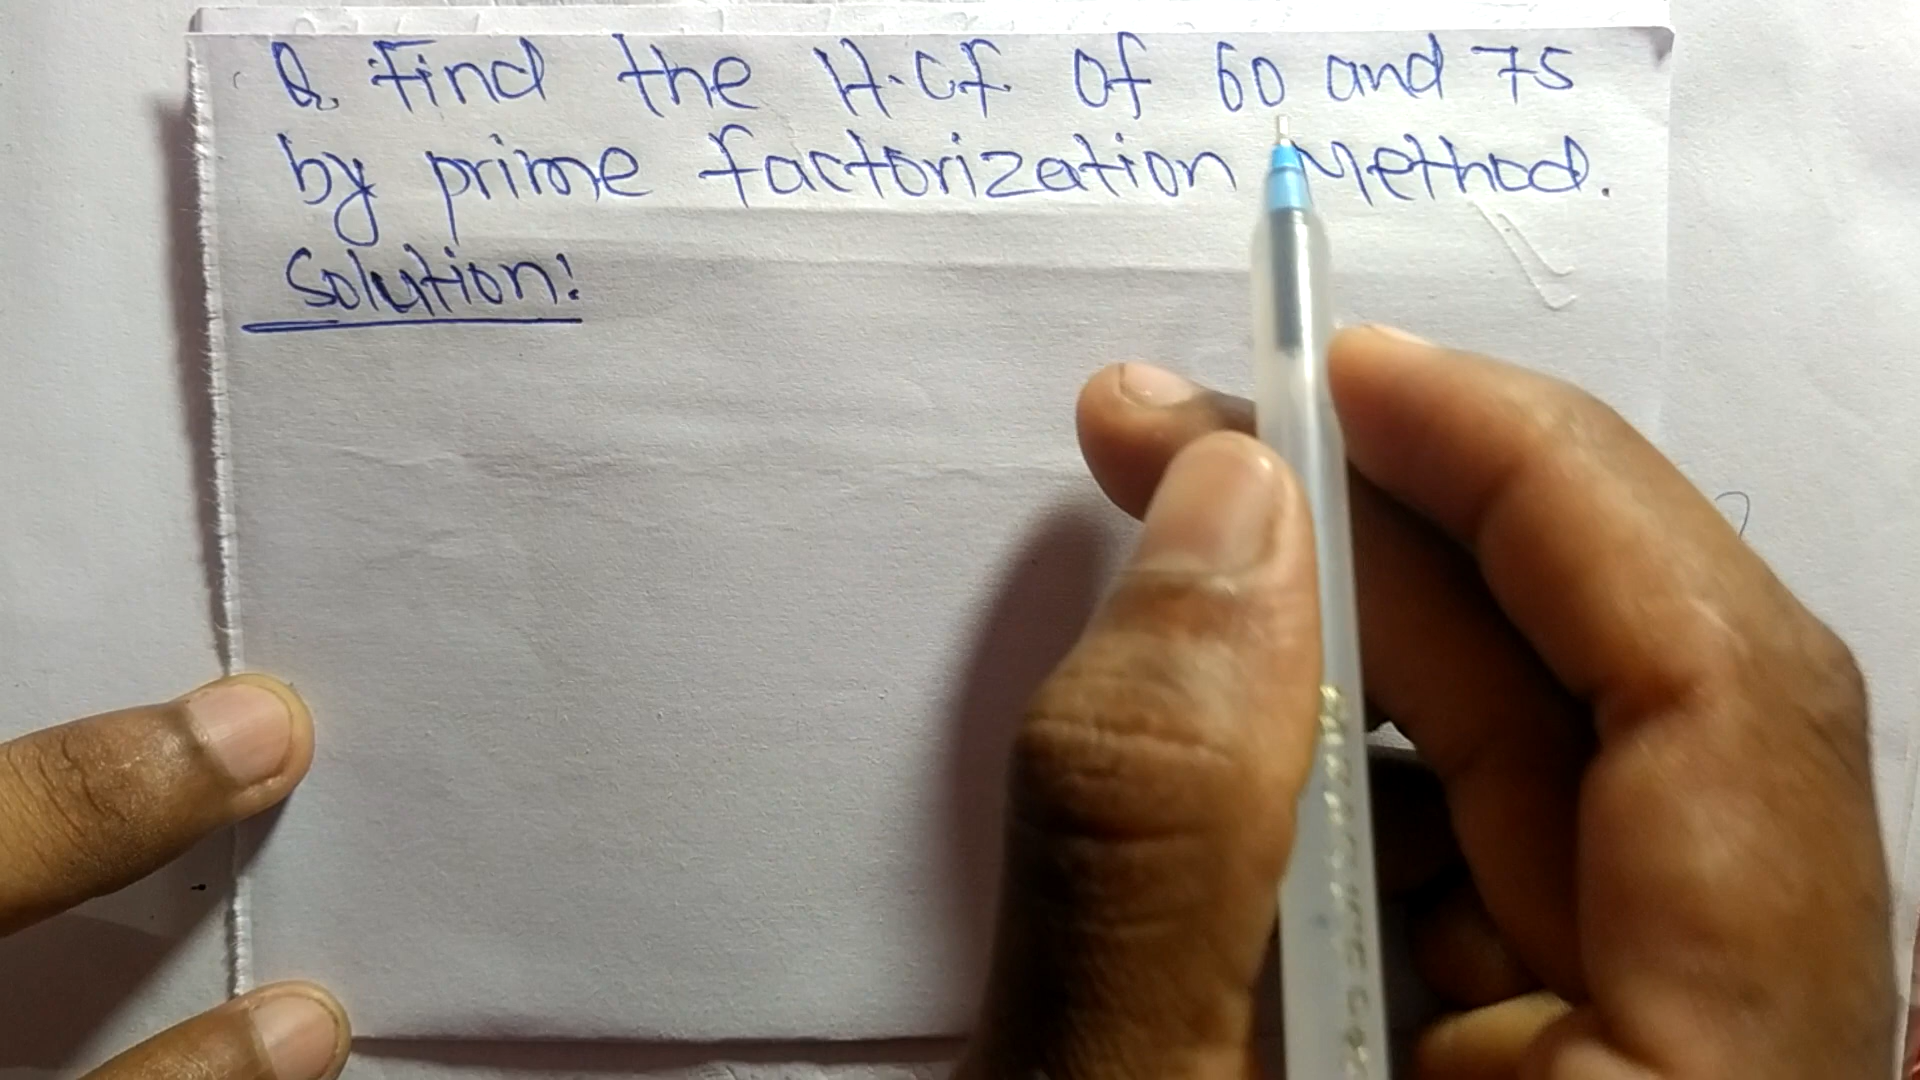 Q. Find the H.C.F. of 60 and 75
by prime factorization Method.
Solution: